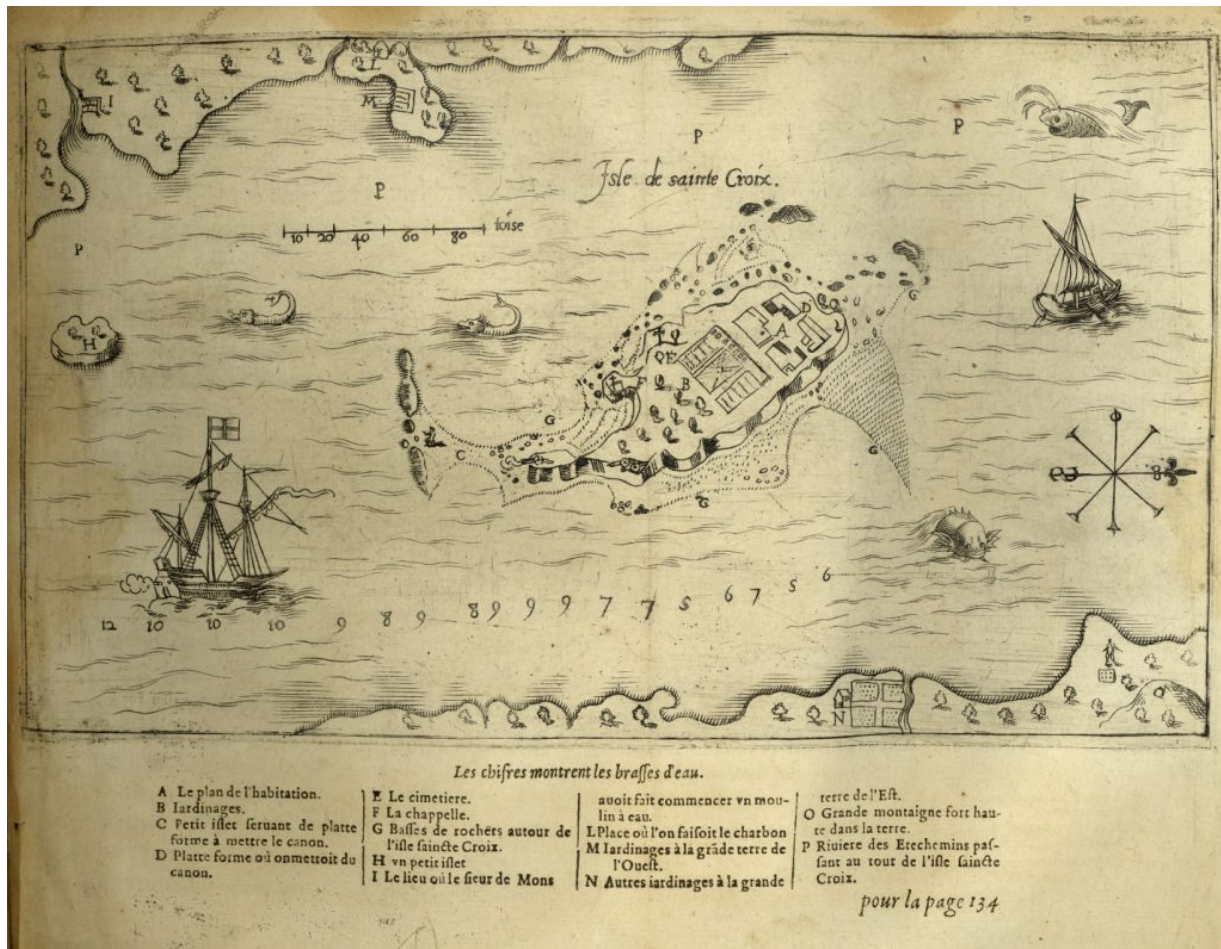 I
L
M
P
P
P
P
Isle de sainte Croix.
10 20 40 60 80 toise
H
A
D
G
Q E
F
B
G
C
G
G
8
12 10 10 10 9 8 9 8 9 9 9 9 7 7 5 6 7 5 6
N
Les chifres montrent les brasses d'eau.
A Le plan de l'habitation.
B Iardinages.
C Petit islet seruant de platte
forme à mettre le canon.
D Platte forme où onmettoit du
canon.
E Le cimetiere.
F La chappelle.
G Basses de rochers autour de
l'isle saincte Croix.
H vn petit islet
I Le lieu où le sieur de Mons
auoit fait commencer vn mou-
lin à eau.
L Place où l'on faisoit le charbon
M Iardinages à la grãde terre de
l'Ouest.
N Autres iardinages à la grande
terre de l'Est.
O Grande montaigne fort hau-
te dans la terre.
P Riuiere des Etechemins pas-
sant au tour de l'isle saincte
Croix.
pour la page 134